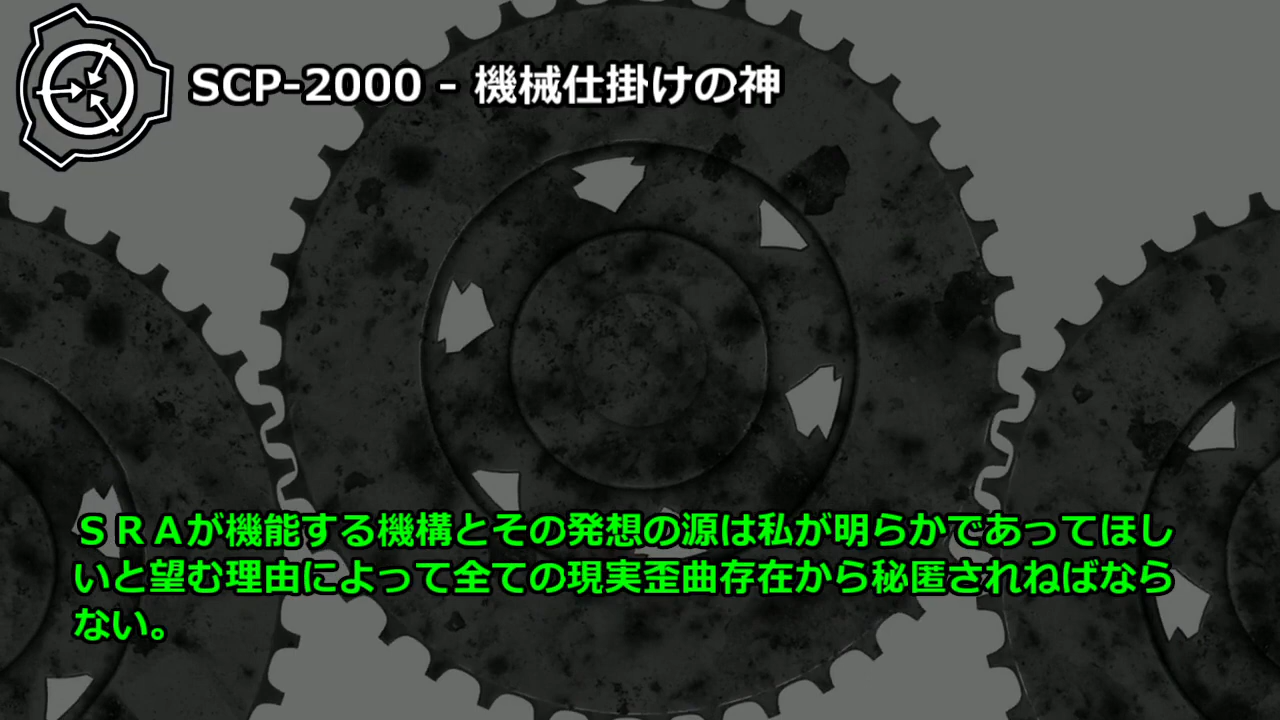 SCP-2000 - 機械仕掛けの神
ＳＲＡが機能する機構とその発想の源は私が明らかであってほし
いと望む理由によって全ての現実歪曲存在から秘匿されねばなら
ない。